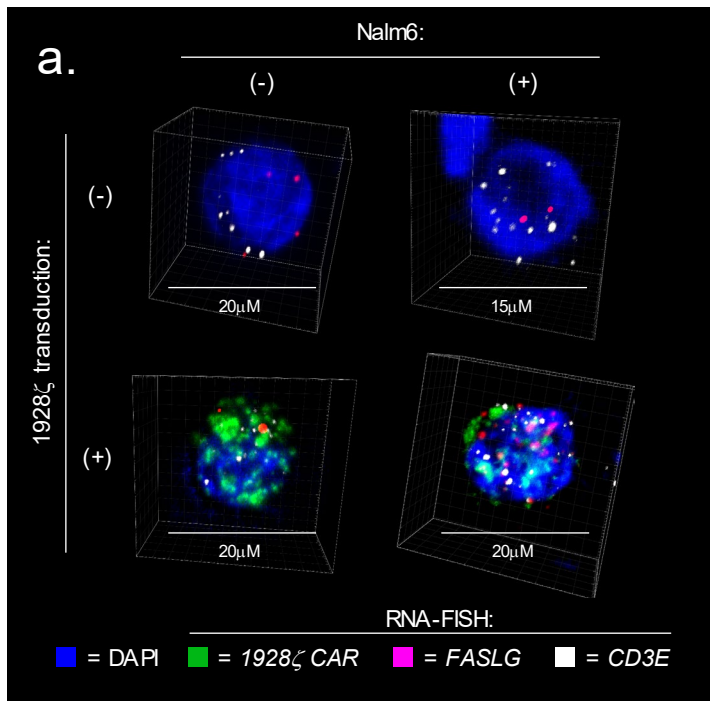 a.
Nalm6:
(-) (+)
1928ζ transduction:
(-)
20μM 15μM
(+)
20μM 20μM
RNA-FISH:
= DAPI = 1928ζ CAR = FASLG = CD3E